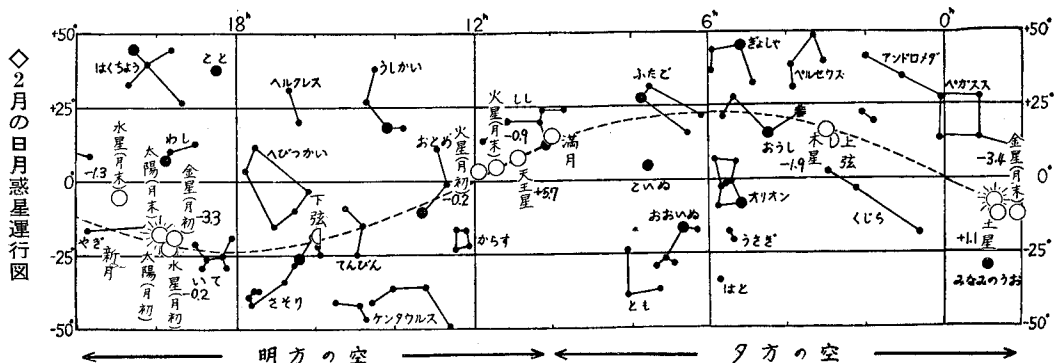 ◇2月の日月惑星運行図
18h
12h
6h
0h
+50°
+25°
0°
-25°
-50°
+50°
+25°
0°
-25°
-50°
はくちょう
こと
ヘルクレス
うしかい
火星(月末)
-0.9
しし
ふたご
ぎょしゃ
ペルセウス
アンドロメダ
ペガスス
水星(月末)
-1.3
太陽(月末)
わし
金星(月初)
-3.3
へびつかい
おとめ
火星(月初)
-0.2
満月
天王星
+5.7
こいぬ
おうし
-1.9
木星
上弦
-3.4
金星(月末)
下弦
オリオン
くじら
土星
+1.1
やぎ
新月
太陽(月初)
水星(月初)
-0.2
いて
さそり
てんびん
からす
おおいぬ
うさぎ
みなみのうお
ケンタウルス
とも
はと
明方の空
夕方の空